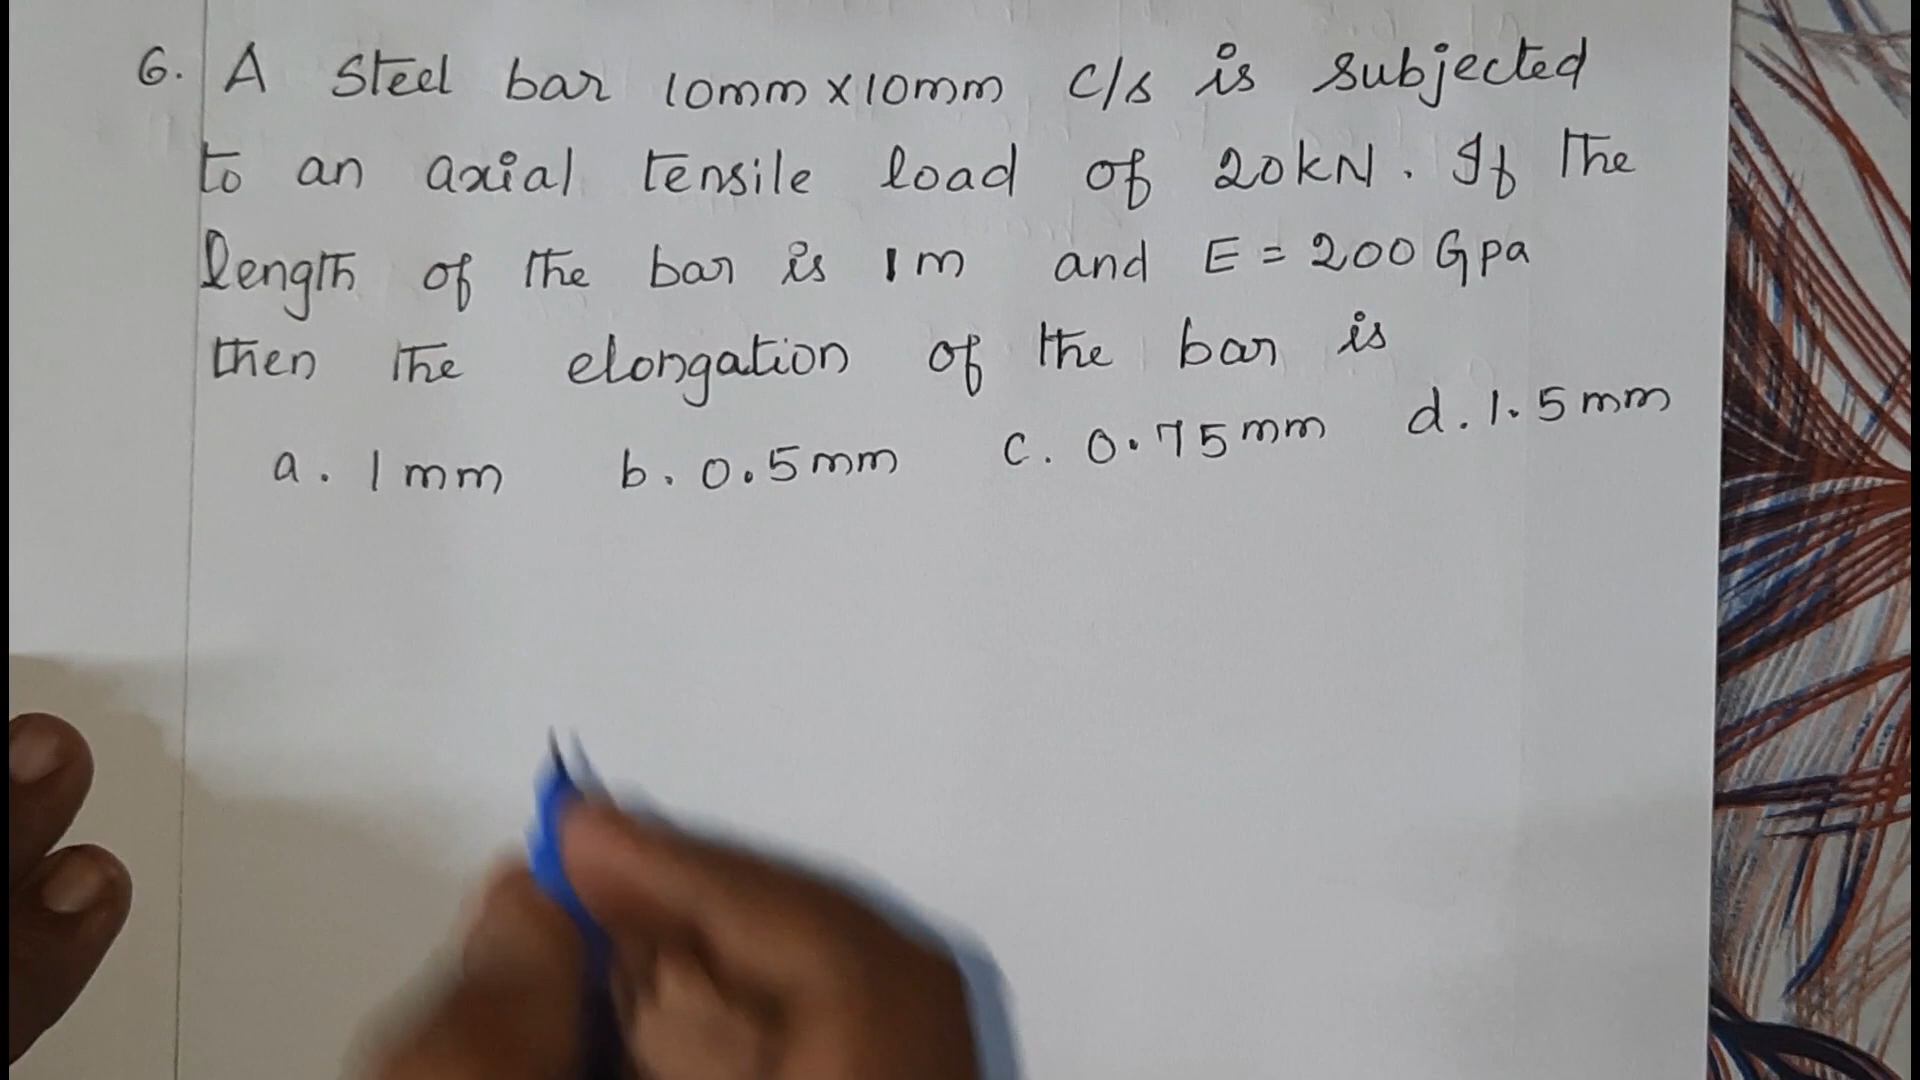 6. A Steel bar 10mm x 10mm c/s is subjected
to an axial tensile load of 20kN. If the
length of the bar is 1m and E = 200 Gpa
then the elongation of the bar is
a. 1mm b. 0.5mm c. 0.75mm d. 1.5mm